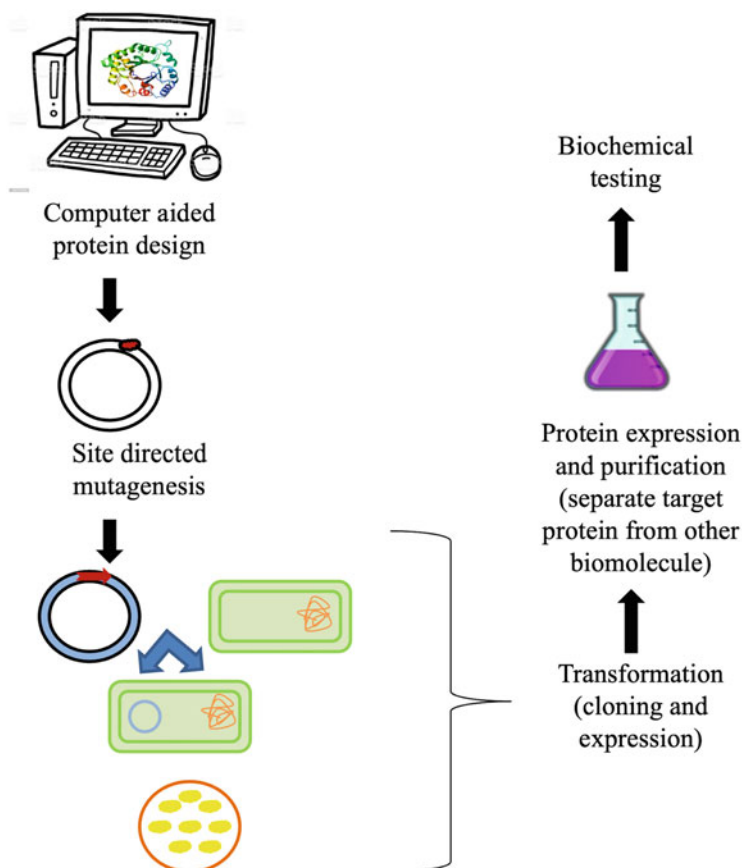 Computer aided
protein design
Site directed
mutagenesis
Biochemical
testing
Protein expression
and purification
(separate target
protein from other
biomolecule)
Transformation
(cloning and
expression)